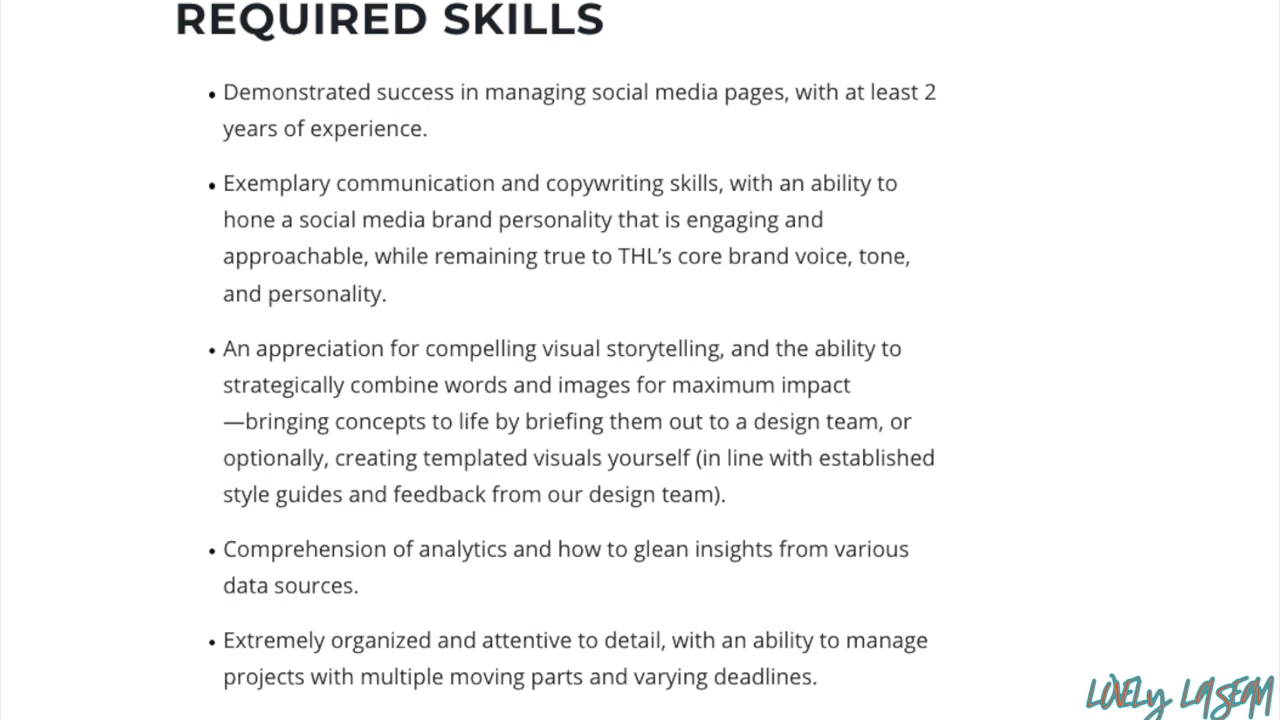 REQUIRED SKILLS
• Demonstrated success in managing social media pages, with at least 2
years of experience.
• Exemplary communication and copywriting skills, with an ability to
hone a social media brand personality that is engaging and
approachable, while remaining true to THL’s core brand voice, tone,
and personality.
• An appreciation for compelling visual storytelling, and the ability to
strategically combine words and images for maximum impact
—bringing concepts to life by briefing them out to a design team, or
optionally, creating templated visuals yourself (in line with established
style guides and feedback from our design team).
• Comprehension of analytics and how to glean insights from various
data sources.
• Extremely organized and attentive to detail, with an ability to manage
projects with multiple moving parts and varying deadlines.
LOVELy